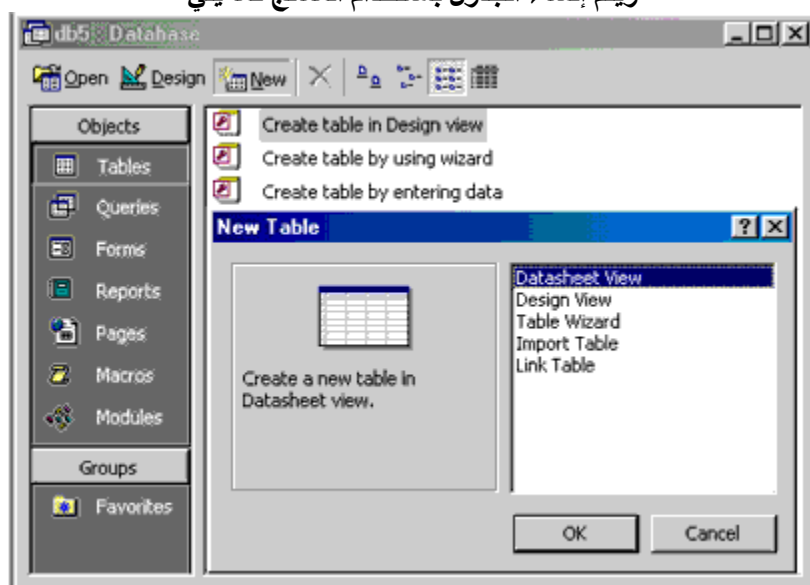 db5 : Database
Open Design New
Objects
Tables
Queries
Forms
Reports
Pages
Macros
Modules
Groups
Favorites
Create table in Design view
Create table by using wizard
Create table by entering data
New Table
Create a new table in
Datasheet view.
Datasheet View
Design View
Table Wizard
Import Table
Link Table
OK Cancel